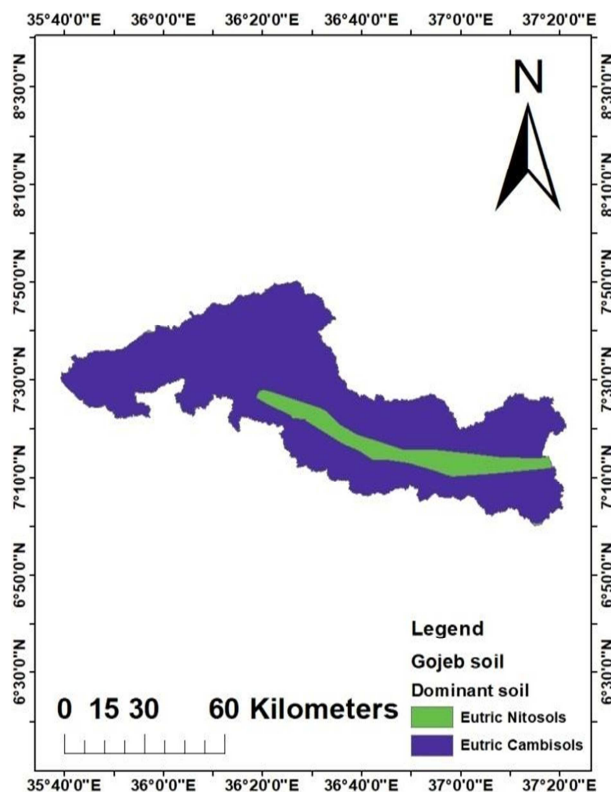 35°40'0"E 36°0'0"E 36°20'0"E 36°40'0"E 37°0'0"E 37°20'0"E
8°30'0"N 8°30'0"N
N
8°10'0"N 8°10'0"N
7°50'0"N 7°50'0"N
7°30'0"N 7°30'0"N
7°10'0"N 7°10'0"N
6°50'0"N 6°50'0"N
6°30'0"N 6°30'0"N
Legend
Gojeb soil
Dominant soil
Eutric Nitosols
Eutric Cambisols
0 15 30 60 Kilometers
35°40'0"E 36°0'0"E 36°20'0"E 36°40'0"E 37°0'0"E 37°20'0"E